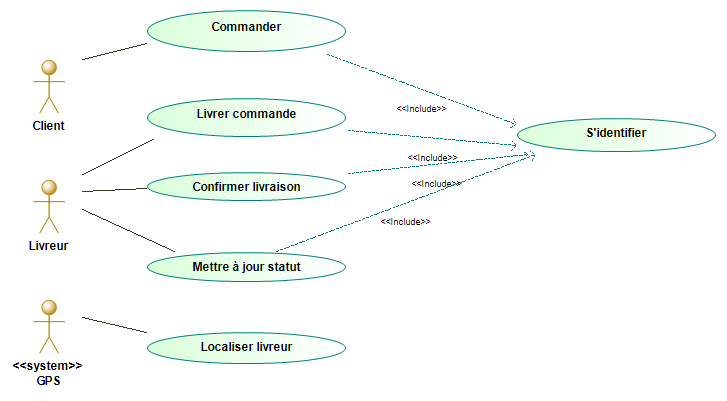 Commander
Client
<<Include>>
Livrer commande
S'identifier
<<Include>>
Confirmer livraison
<<Include>>
Livreur
<<Include>>
Mettre à jour statut
Localiser livreur
<<system>>
GPS